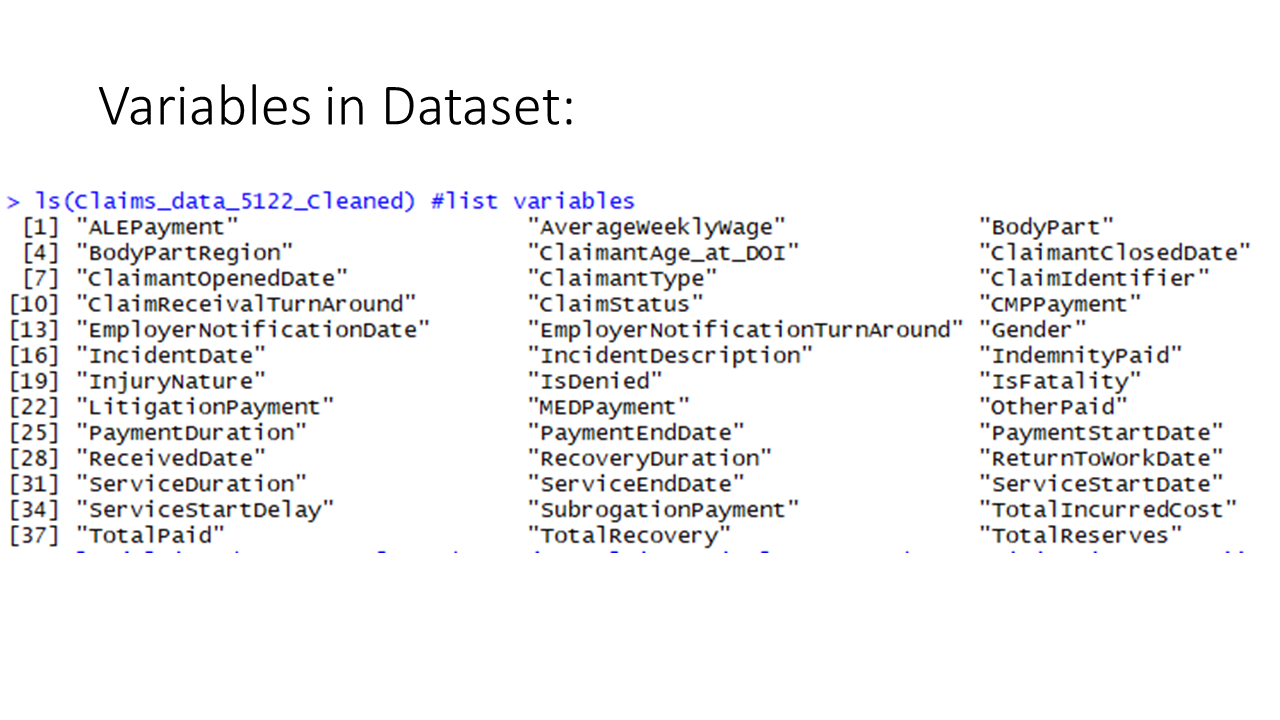 Variables in Dataset:
> ls(Claims_data_5122_Cleaned) #list variables
[1] "ALEPayment" "AverageWeeklyWage" "BodyPart"
[4] "BodyPartRegion" "ClaimantAge_at_DOI" "ClaimantClosedDate"
[7] "ClaimantOpenedDate" "ClaimantType" "ClaimIdentifier"
[10] "ClaimReceivalTurnAround" "ClaimStatus" "CMPPayment"
[13] "EmployerNotificationDate" "EmployerNotificationTurnAround" "Gender"
[16] "IncidentDate" "IncidentDescription" "IndemnityPaid"
[19] "InjuryNature" "IsDenied" "IsFatality"
[22] "LitigationPayment" "MEDPayment" "OtherPaid"
[25] "PaymentDuration" "PaymentEndDate" "PaymentStartDate"
[28] "ReceivedDate" "RecoveryDuration" "ReturnToWorkDate"
[31] "ServiceDuration" "ServiceEndDate" "ServiceStartDate"
[34] "ServiceStartDelay" "SubrogationPayment" "TotalIncurredCost"
[37] "TotalPaid" "TotalRecovery" "TotalReserves"